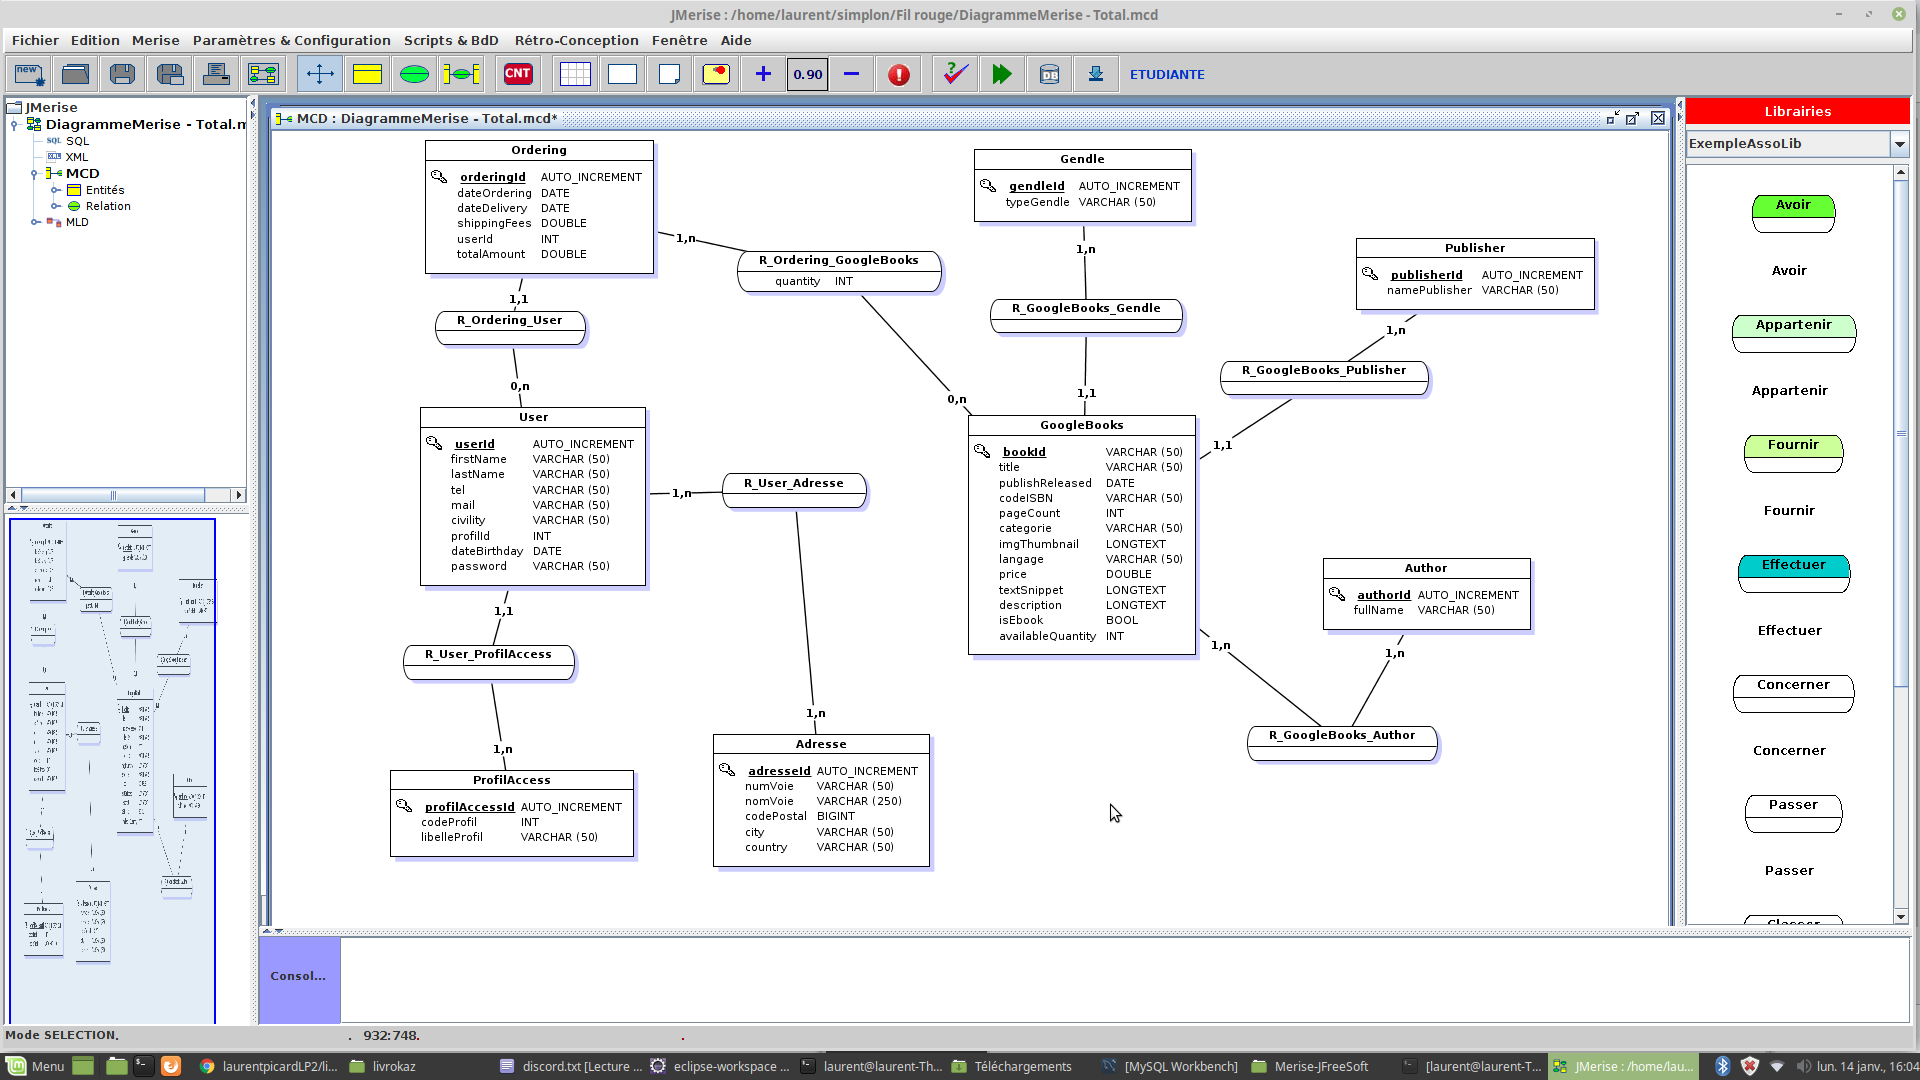 JMerise : /home/laurent/simplon/Fil rouge/DiagrammeMerise - Total.mcd
Fichier Edition Merise Paramètres & Configuration Scripts & BdD Rétro-Conception Fenêtre Aide
new CNT 0.90 DB ETUDIANTE
JMerise
DiagrammeMerise - Total.m
SQL SQL
XML
MCD
Entités
Relation
MLD
MCD : DiagrammeMerise - Total.mcd*
Ordering
orderingId AUTO_INCREMENT
dateOrdering DATE
dateDelivery DATE
shippingFees DOUBLE
userId INT
totalAmount DOUBLE
1,n
R_Ordering_GoogleBooks
quantity INT
0,n
1,1
R_Ordering_User
0,n
User
userId AUTO_INCREMENT
firstName VARCHAR (50)
lastName VARCHAR (50)
tel VARCHAR (50)
mail VARCHAR (50)
civility VARCHAR (50)
profilId INT
dateBirthday DATE
password VARCHAR (50)
1,n
R_User_Adresse
1,n
1,1
R_User_ProfilAccess
1,n
ProfilAccess
profilAccessId AUTO_INCREMENT
codeProfil INT
libelleProfil VARCHAR (50)
Adresse
adresseId AUTO_INCREMENT
numVoie VARCHAR (50)
nomVoie VARCHAR (250)
codePostal BIGINT
city VARCHAR (50)
country VARCHAR (50)
Gendle
gendleId AUTO_INCREMENT
typeGendle VARCHAR (50)
1,n
R_GoogleBooks_Gendle
1,1
GoogleBooks
bookId VARCHAR (50)
title VARCHAR (50)
publishReleased DATE
codeISBN VARCHAR (50)
pageCount INT
categorie VARCHAR (50)
imgThumbnail LONGTEXT
langage VARCHAR (50)
price DOUBLE
textSnippet LONGTEXT
description LONGTEXT
isEbook BOOL
availableQuantity INT
Publisher
publisherId AUTO_INCREMENT
namePublisher VARCHAR (50)
1,n
R_GoogleBooks_Publisher
1,1
Author
authorId AUTO_INCREMENT
fullName VARCHAR (50)
1,n
1,n
R_GoogleBooks_Author
Librairies
ExempleAssoLib
Avoir
Avoir
Appartenir
Appartenir
Fournir
Fournir
Effectuer
Effectuer
Concerner
Concerner
Passer
Passer
Consol...
Mode SELECTION. . 932:748. .
Menu laurentpicardLP2/li... livrokaz discord.txt [Lecture ... eclipse-workspace ... laurent@laurent-Th... Téléchargements [MySQL Workbench] Merise-JFreeSoft [laurent@laurent-T... JMerise : /home/lau... lun. 14 janv., 16:04